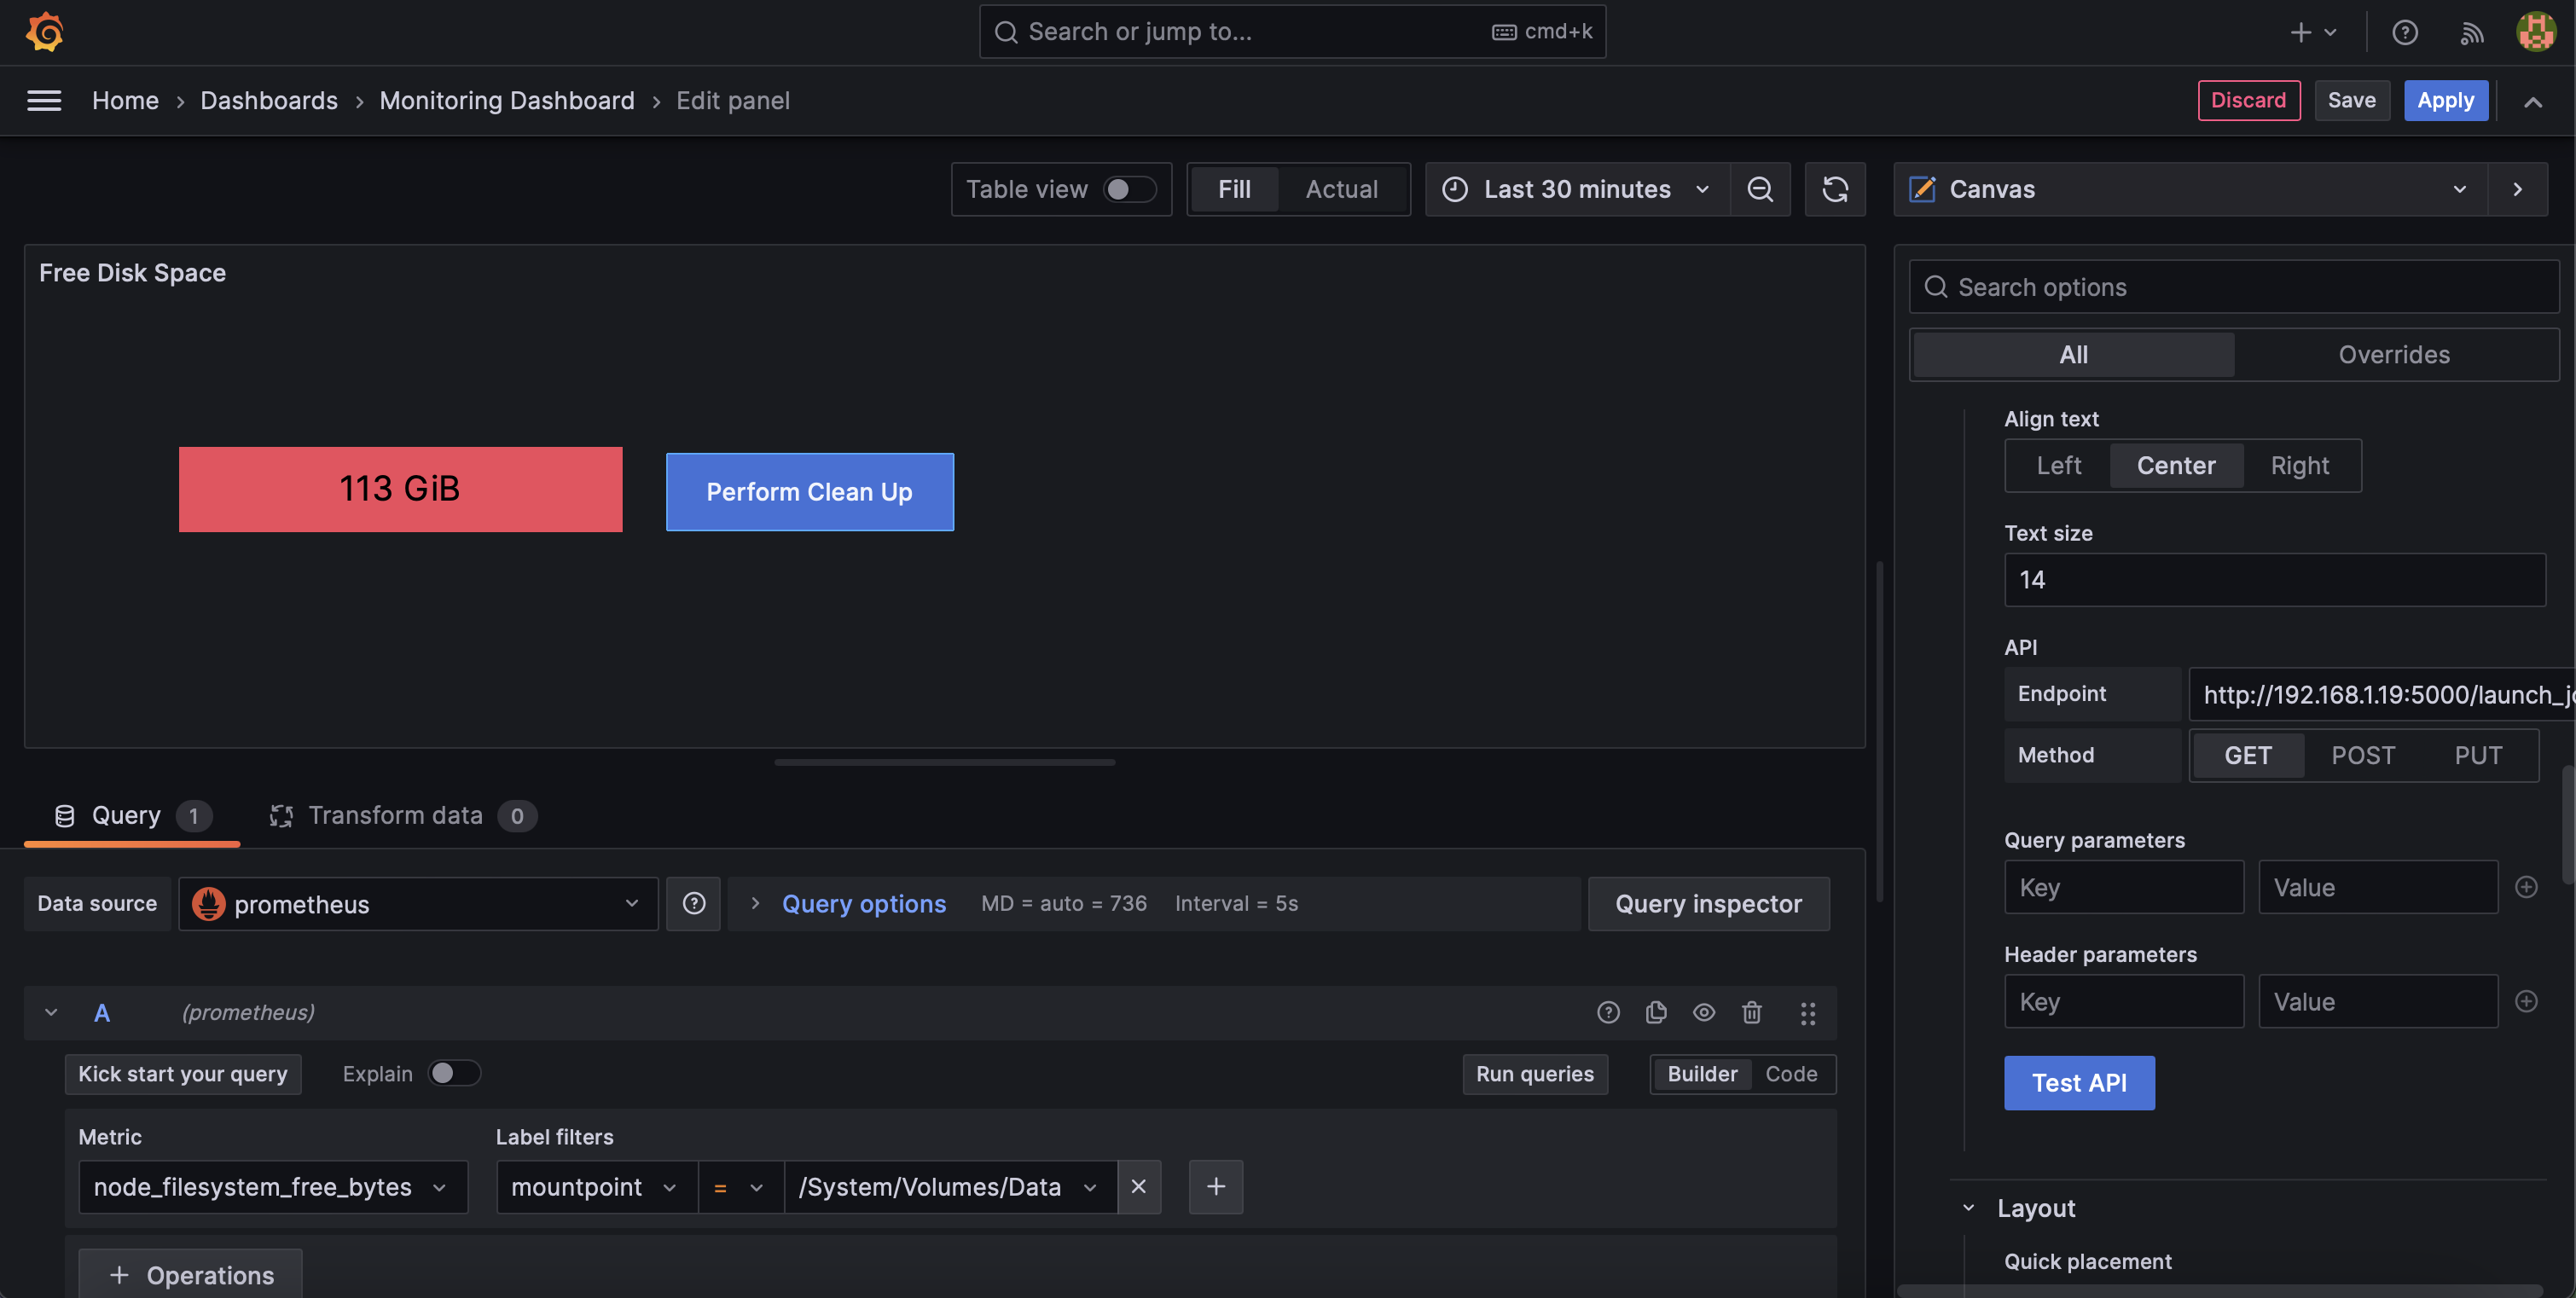 Search or jump to...
cmd+k
Home › Dashboards › Monitoring Dashboard › Edit panel
Discard
Save
Apply
Table view
Fill
Actual
Last 30 minutes
Canvas
Free Disk Space
113 GiB
Perform Clean Up
Search options
All
Overrides
Align text
Left
Center
Right
Text size
14
API
Endpoint
http://192.168.1.19:5000/launch_j
Method
GET
POST
PUT
Query parameters
Key
Value
Header parameters
Key
Value
Test API
Layout
Quick placement
Query 1
Transform data 0
Data source
prometheus
Query options
MD = auto = 736
Interval = 5s
Query inspector
A
(prometheus)
Kick start your query
Explain
Run queries
Builder
Code
Metric
Label filters
node_filesystem_free_bytes
mountpoint
=
/System/Volumes/Data
+ Operations